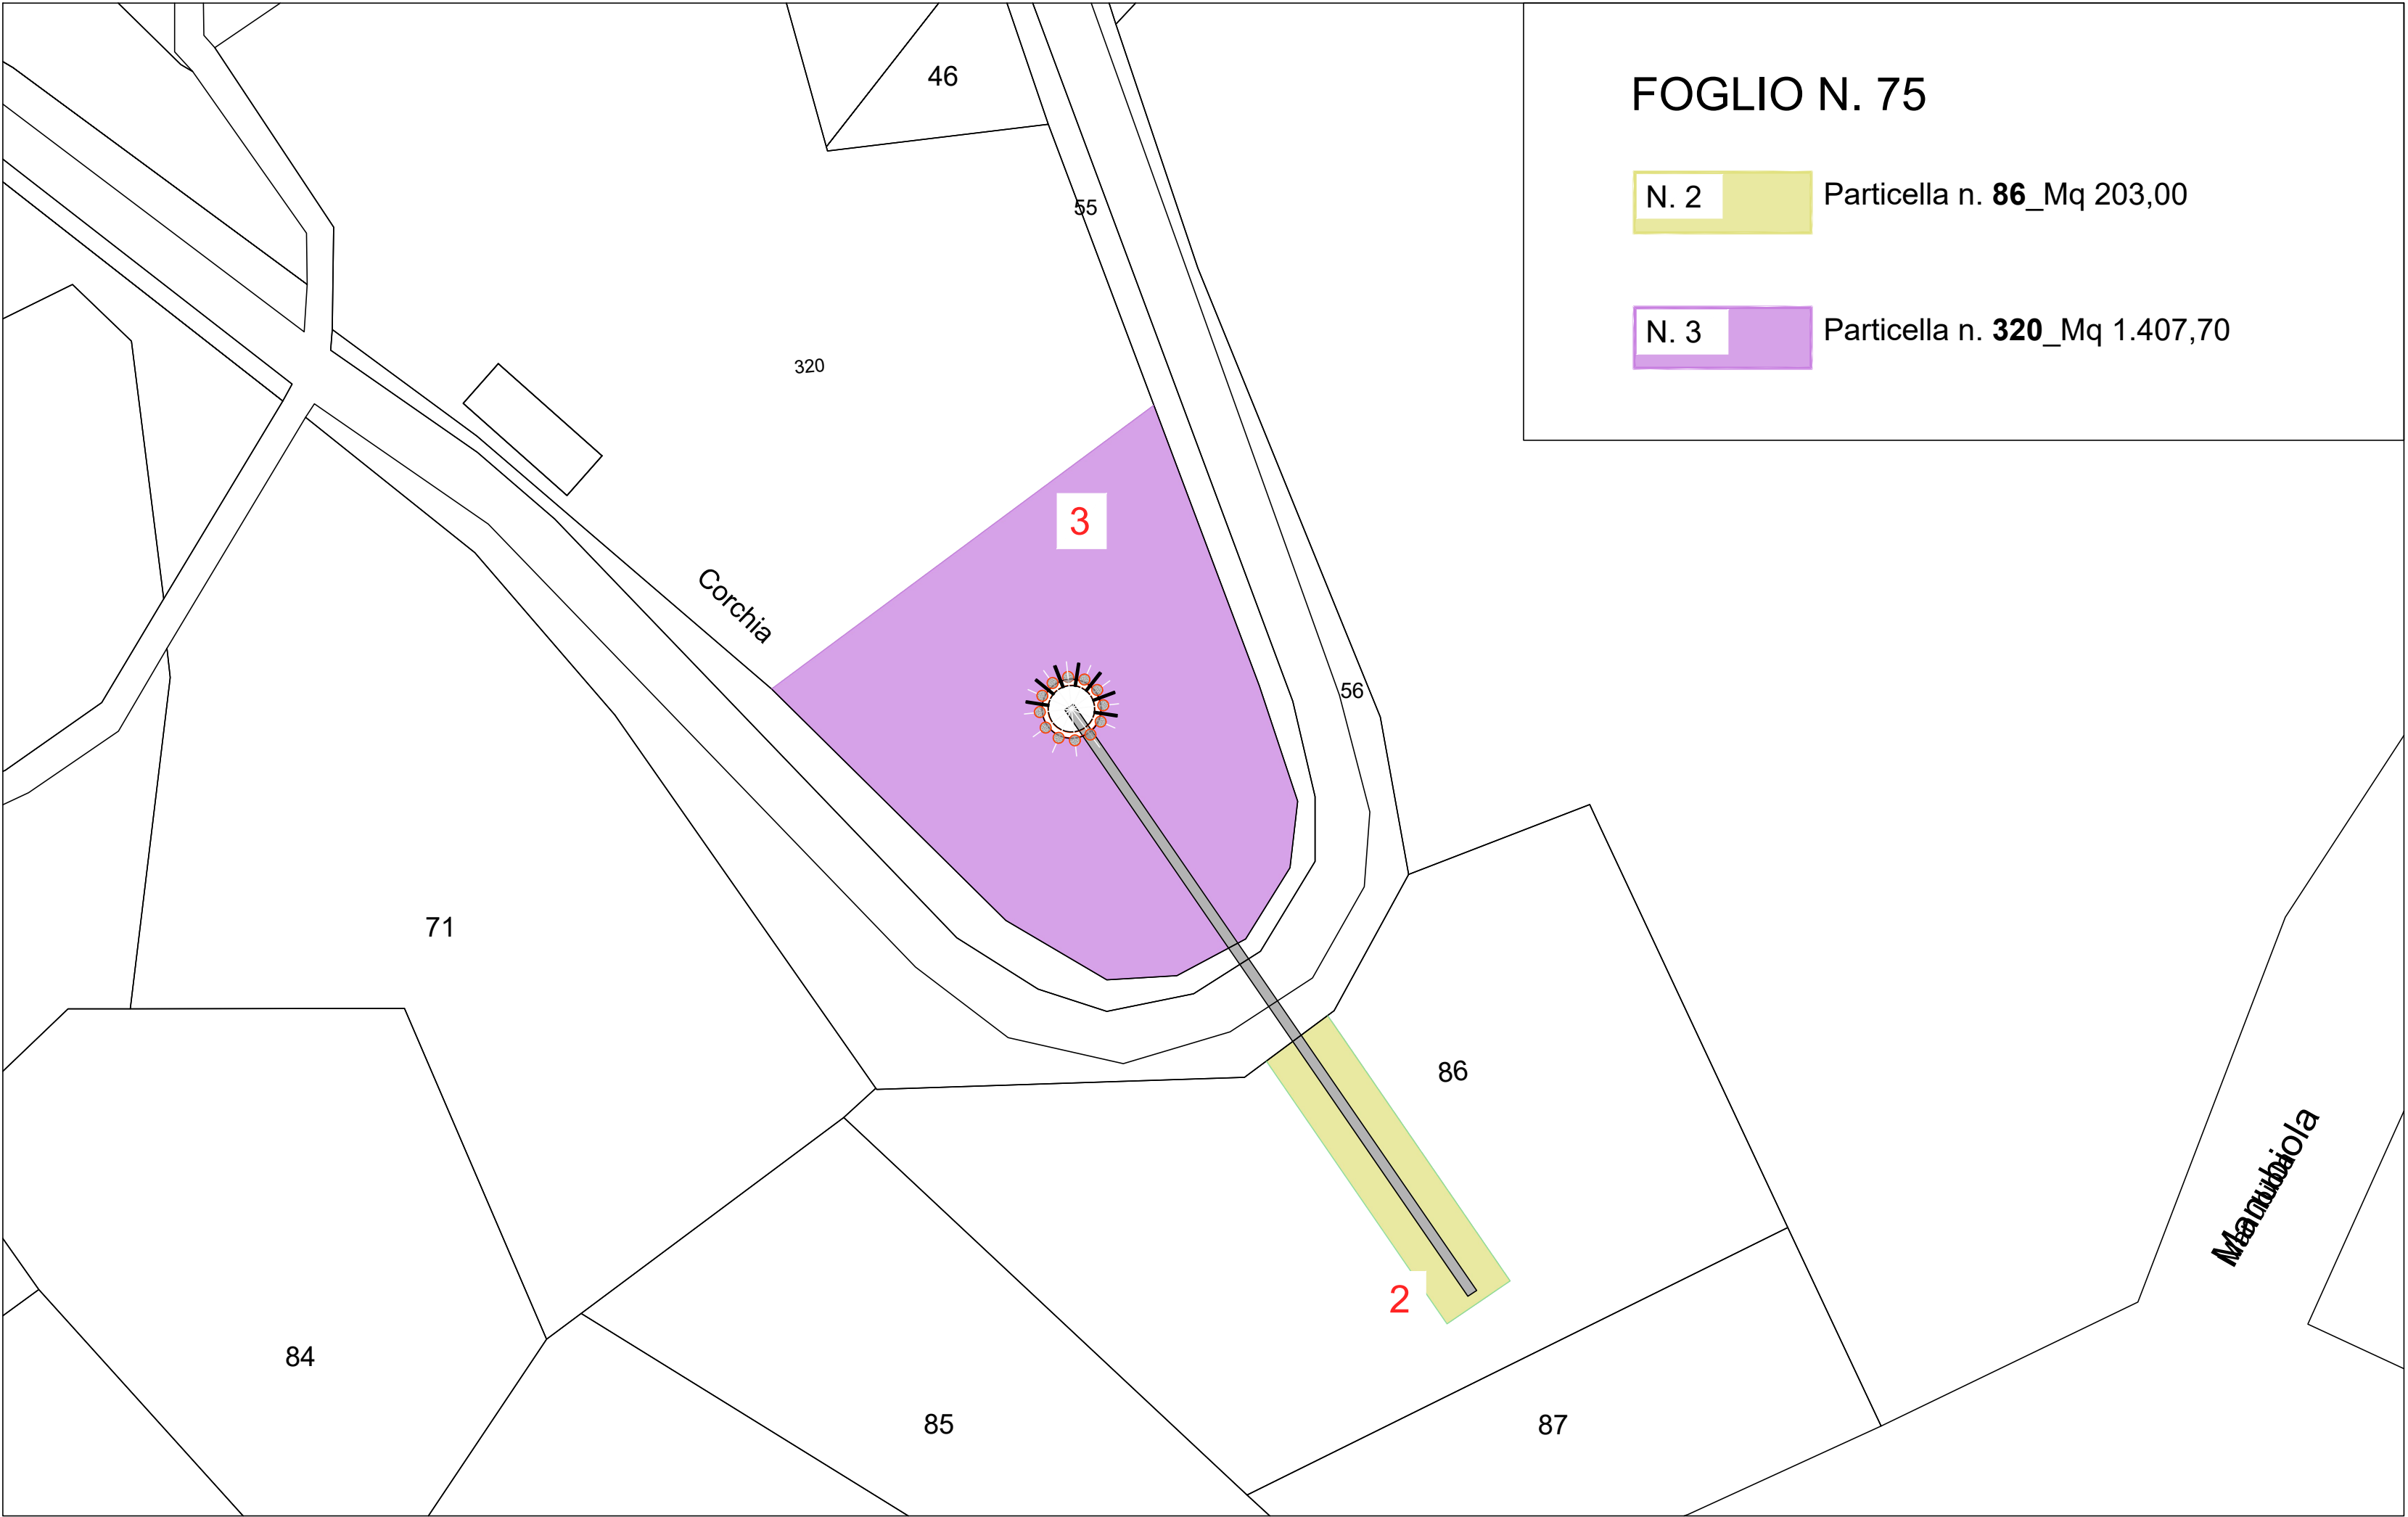 FOGLIO N. 75
N. 2 Particella n. 86_Mq 203,00
N. 3 Particella n. 320_Mq 1.407,70
46
55
320
3
Corchia
56
71
86
2
84
85
87
Manubiola